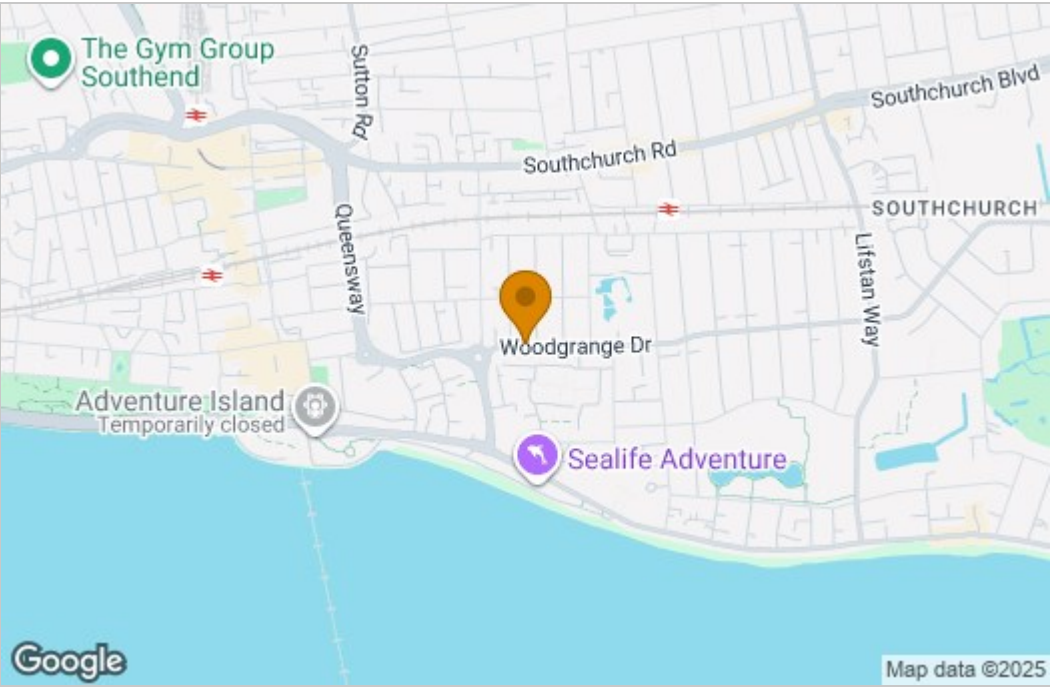 The Gym Group
Southend
Sutton Rd
Southchurch Blvd
Southchurch Rd
SOUTHCHURCH
Queensway
Lifstan Way
Woodgrange Dr
Adventure Island
Temporarily closed
Sealife Adventure
Google
Map data ©2025